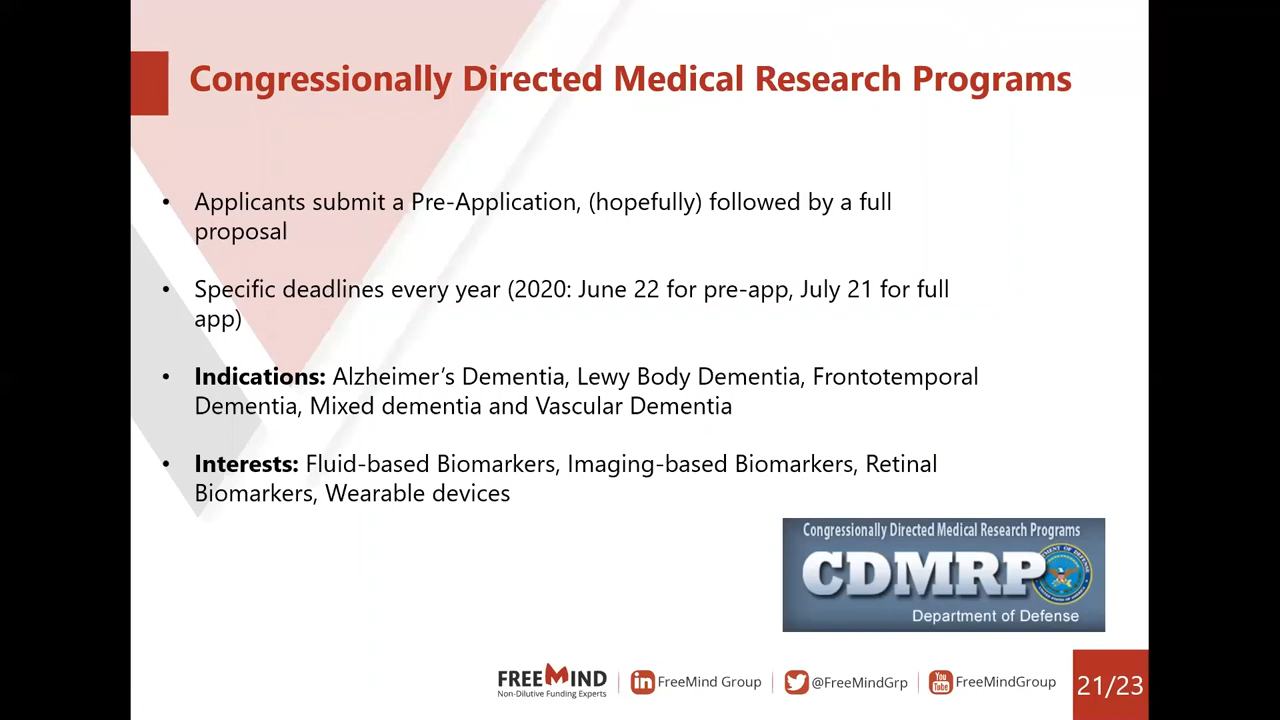 Congressionally Directed Medical Research Programs
• Applicants submit a Pre-Application, (hopefully) followed by a full
proposal
• Specific deadlines every year (2020: June 22 for pre-app, July 21 for full
app)
• Indications: Alzheimer’s Dementia, Lewy Body Dementia, Frontotemporal
Dementia, Mixed dementia and Vascular Dementia
• Interests: Fluid-based Biomarkers, Imaging-based Biomarkers, Retinal
Biomarkers, Wearable devices
Congressionally Directed Medical Research Programs
CDMRP
Department of Defense
FREEMIND
Non-Dilutive Funding Experts
in FreeMind Group
@FreeMindGrp
You Tube FreeMindGroup
21/23